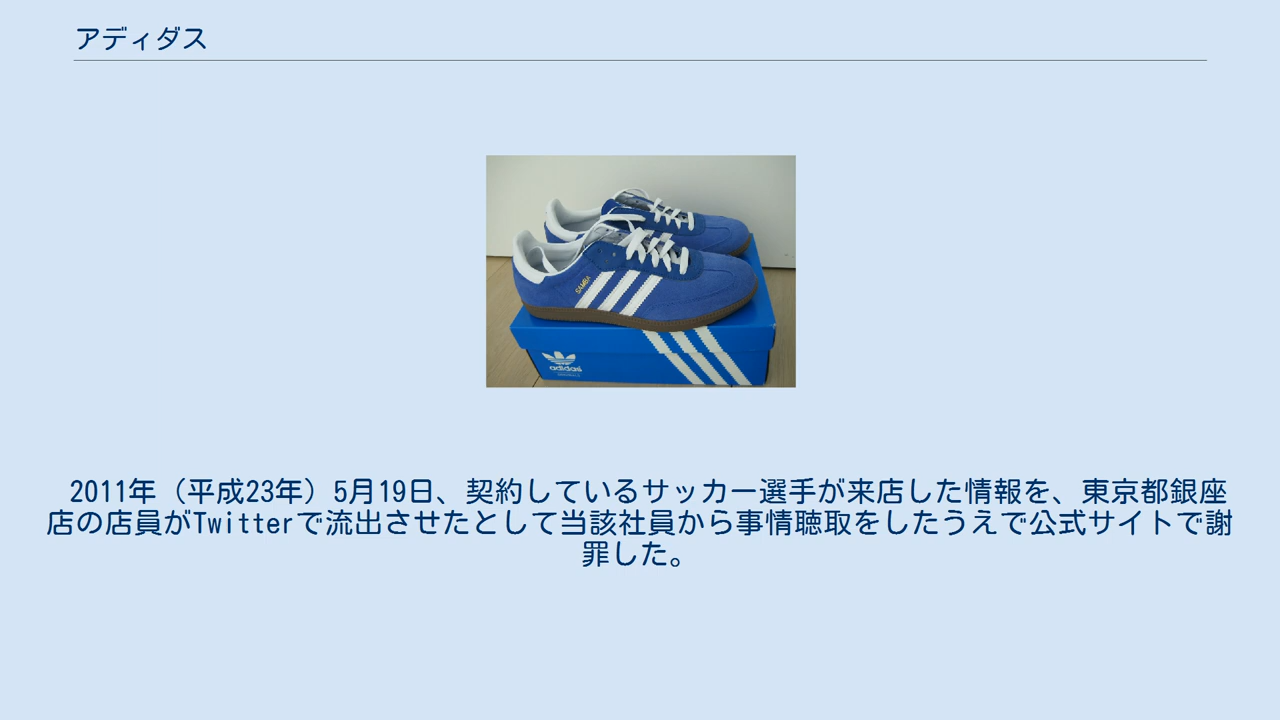 アディダス
SAMBA
adidas
2011年（平成23年）5月19日、契約しているサッカー選手が来店した情報を、東京都銀座
店の店員がTwitterで流出させたとして当該社員から事情聴取をしたうえで公式サイトで謝
罪した。